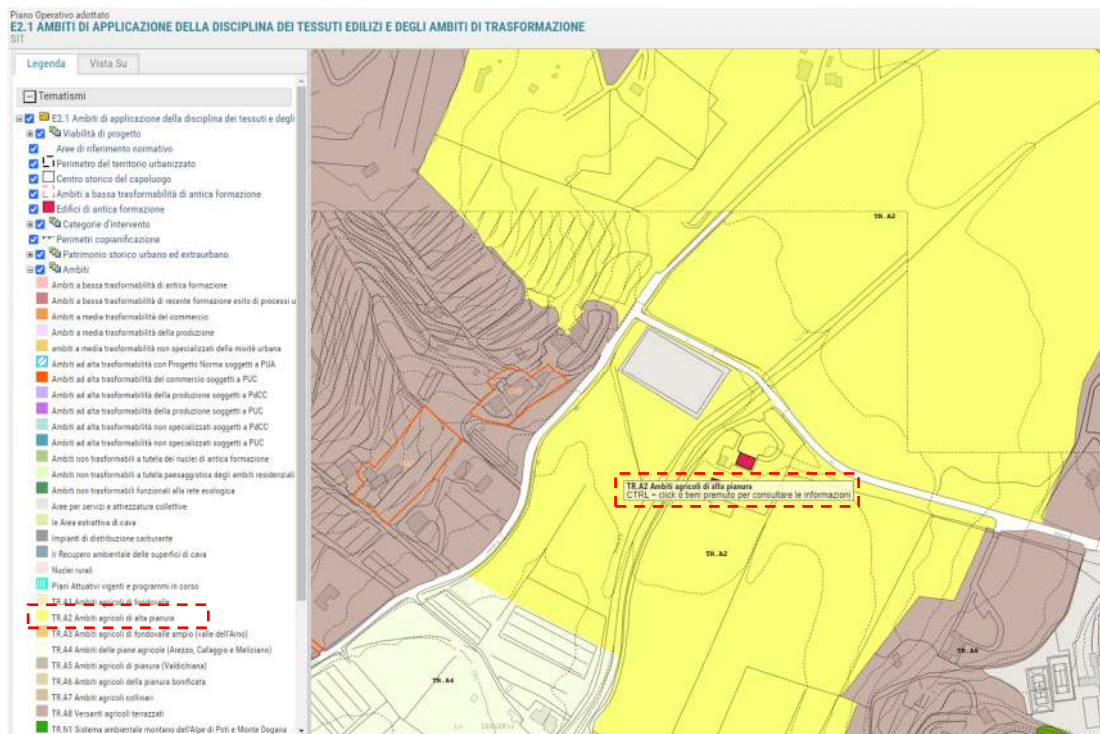 Piano Operativo adottato
E2.1 AMBITI DI APPLICAZIONE DELLA DISCIPLINA DEI TESSUTI EDILIZI E DEGLI AMBITI DI TRASFORMAZIONE
SIT
Legenda Vista Su
Tematismi
E2.1 Ambiti di applicazione della disciplina dei tessuti e degli
Viabilità di progetto
Aree di riferimento normativo
Perimetro del territorio urbanizzato
Centro storico del capoluogo
Ambiti a bassa trasformabilità di antica formazione
Edifici di antica formazione
Categorie d'intervento
Perimetri copianificazione
Patrimonio storico urbano ed extraurbano
Ambiti
Ambiti a bassa trasformabilità di antica formazione
Ambiti a bassa trasformabilità di recente formazione esito di processi u
Ambiti a media trasformabilità del commercio
Ambiti a media trasformabilità della produzione
ambiti a media trasformabilità non specializzati della mixité urbana
Ambiti ad alta trasformabilità con Progetto Norma soggetti a PUA
Ambiti ad alta trasformabilità del commercio soggetti a PUC
Ambiti ad alta trasformabilità della produzione soggetti a PdCC
Ambiti ad alta trasformabilità della produzione soggetti a PUC
Ambiti ad alta trasformabilità non specializzati soggetti a PdCC
Ambiti ad alta trasformabilità non specializzati soggetti a PUC
Ambiti non trasformabili a tutela dei nuclei di antica formazione
Ambiti non trasformabili a tutela paesaggistica degli ambiti residenziali
Ambiti non trasformabili funzionali alla rete ecologica
Aree per servizi e attrezzature collettive
Ie Area estrattiva di cava
Impianti di distribuzione carburante
Ir Recupero ambientale delle superfici di cava
Nuclei rurali
Piani Attuativi vigenti e programmi in corso
TR.A1 Ambiti agricoli di fondovalle
TR.A2 Ambiti agricoli di alta pianura
TR.A3 Ambiti agricoli di fondovalle ampio (valle dell'Arno)
TR.A4 Ambiti delle piane agricole (Arezzo, Cafaggio e Meliciano)
TR.A5 Ambiti agricoli di pianura (Valdichiana)
TR.A6 Ambiti agricoli della pianura bonificata
TR.A7 Ambiti agricoli collinari
TR.A8 Versanti agricoli terrazzati
TR.N1 Sistema ambientale montano dell'Alpe di Poti e Monte Dogana
TR.A2
TR.A2 Ambiti agricoli di alta pianura
CTRL + click o tieni premuto per consultare le informazioni
TR.A2
TR.A8
TR.A4